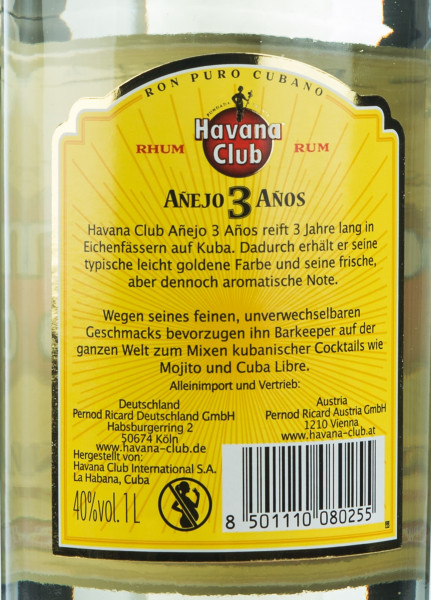 RON PURO CUBANO
Havana
RHUM Club RUM
AÑEJO 3 AÑOS
Havana Club Añejo 3 Años reift 3 Jahre lang in
Eichenfässern auf Kuba. Dadurch erhält er seine
typische leicht goldene Farbe und seine frische,
aber dennoch aromatische Note.
Wegen seines feinen, unverwechselbaren
Geschmacks bevorzugen ihn Barkeeper auf der
ganzen Welt zum Mixen kubanischer Cocktails wie
Mojito und Cuba Libre.
Alleinimport und Vertrieb:
Deutschland
Pernod Ricard Deutschland GmbH
Habsburgerring 2
50674 Köln
www.havana-club.de
Austria
Pernod Ricard Austria GmbH
1210 Vienna
www.havana-club.at
Hergestellt von:
Havana Club International S.A.
La Habana, Cuba
40%vol. 1L
8 501110 080255